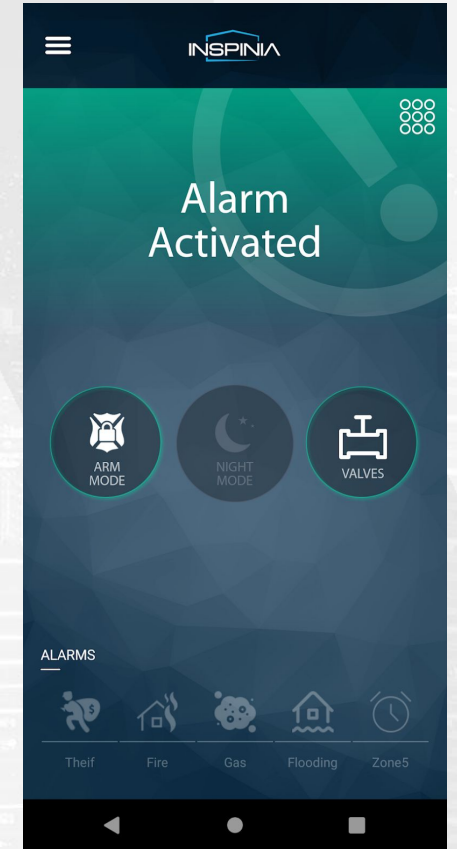 INSPINIA
Alarm
Activated
ARM
MODE
NIGHT
MODE
VALVES
ALARMS
$
Theif
Fire
Gas
Flooding
Zone5